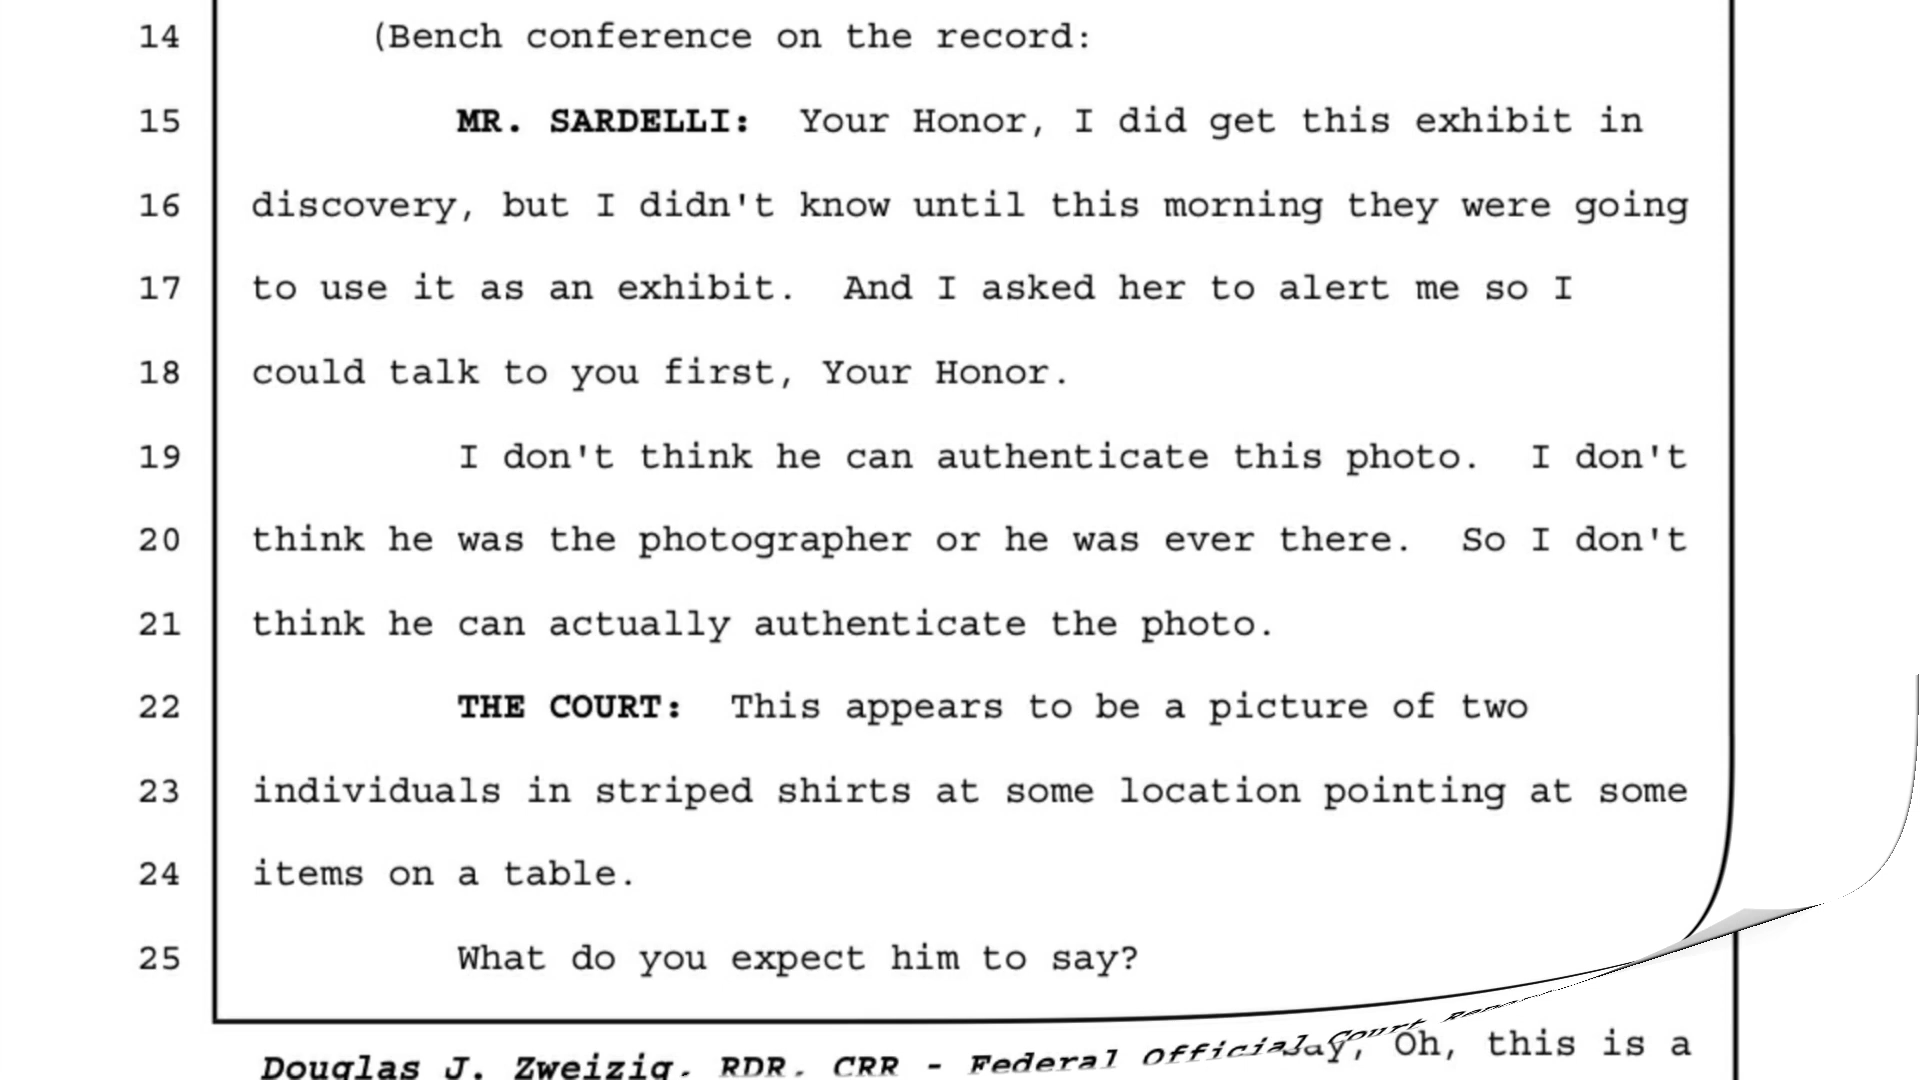 14 (Bench conference on the record:
15 MR. SARDELLI: Your Honor, I did get this exhibit in
16 discovery, but I didn't know until this morning they were going
17 to use it as an exhibit. And I asked her to alert me so I
18 could talk to you first, Your Honor.
19 I don't think he can authenticate this photo. I don't
20 think he was the photographer or he was ever there. So I don't
21 think he can actually authenticate the photo.
22 THE COURT: This appears to be a picture of two
23 individuals in striped shirts at some location pointing at some
24 items on a table.
25 What do you expect him to say?
Douglas J. Zweizig, RDR, CRR - Federal Official Court
say, Oh, this is a